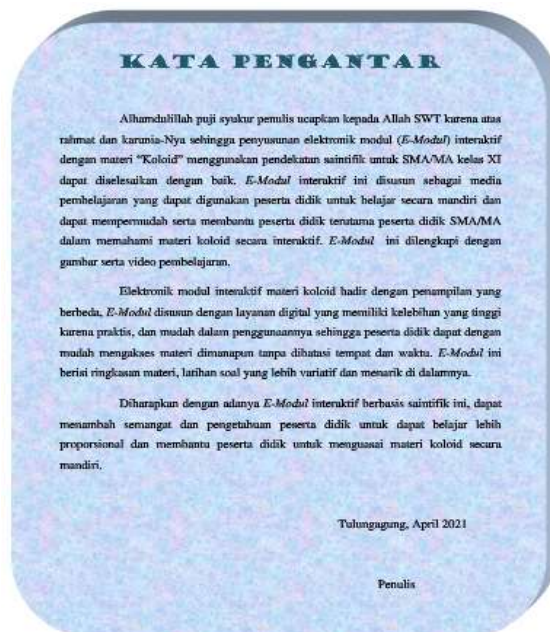 KATA PENGANTAR
Alhamdulillah puji syukur penulis ucapkan kepada Allah SWT karena atas
rahmat dan karunia-Nya sehingga penyusunan elektronik modul (E-Modul) interaktif
dengan materi “Koloid” menggunakan pendekatan saintifik untuk SMA/MA kelas XI
dapat diselesaikan dengan baik. E-Modul interaktif ini disusun sebagai media
pembelajaran yang dapat digunakan peserta didik untuk belajar secara mandiri dan
dapat mempermudah serta membantu peserta didik terutama peserta didik SMA/MA
dalam memahami materi koloid secara interaktif. E-Modul ini dilengkapi dengan
gambar serta video pembelajaran.
Elektronik modul interaktif materi koloid hadir dengan penampilan yang
berbeda, E-Modul disusun dengan layanan digital yang memiliki kelebihan yang tinggi
karena praktis, dan mudah dalam penggunaannya sehingga peserta didik dapat dengan
mudah mengakses materi dimanapun tanpa dibatasi tempat dan waktu. E-Modul ini
berisi ringkasan materi, latihan soal yang lebih variatif dan menarik di dalamnya.
Diharapkan dengan adanya E-Modul interaktif berbasis saintifik ini, dapat
menambah semangat dan pengetahuan peserta didik untuk dapat belajar lebih
proporsional dan membantu peserta didik untuk menguasai materi koloid secara
mandiri.
Tulungagung, April 2021
Penulis